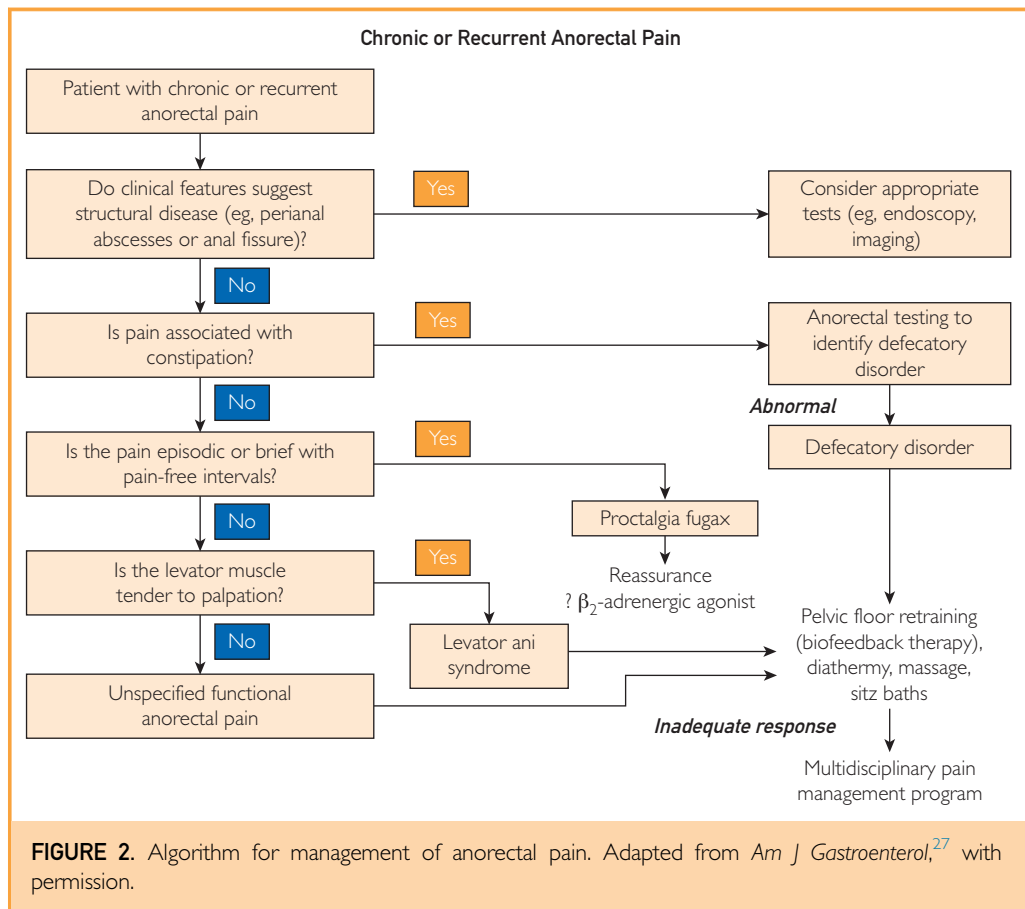 Chronic or Recurrent Anorectal Pain
Patient with chronic or recurrent
anorectal pain
Do clinical features suggest
structural disease (eg, perianal
abscesses or anal fissure)?
Yes
Consider appropriate
tests (eg, endoscopy,
imaging)
No
Is pain associated with
constipation?
Yes
Anorectal testing to
identify defecatory
disorder
No
Abnormal
Defecatory disorder
Is the pain episodic or brief with
pain-free intervals?
Yes
Proctalgia fugax
Reassurance
? β₂-adrenergic agonist
No
Is the levator muscle
tender to palpation?
Yes
Levator ani
syndrome
Pelvic floor retraining
(biofeedback therapy),
diathermy, massage,
sitz baths
No
Unspecified functional
anorectal pain
Inadequate response
Multidisciplinary pain
management program
FIGURE 2. Algorithm for management of anorectal pain. Adapted from Am J Gastroenterol,27 with
permission.